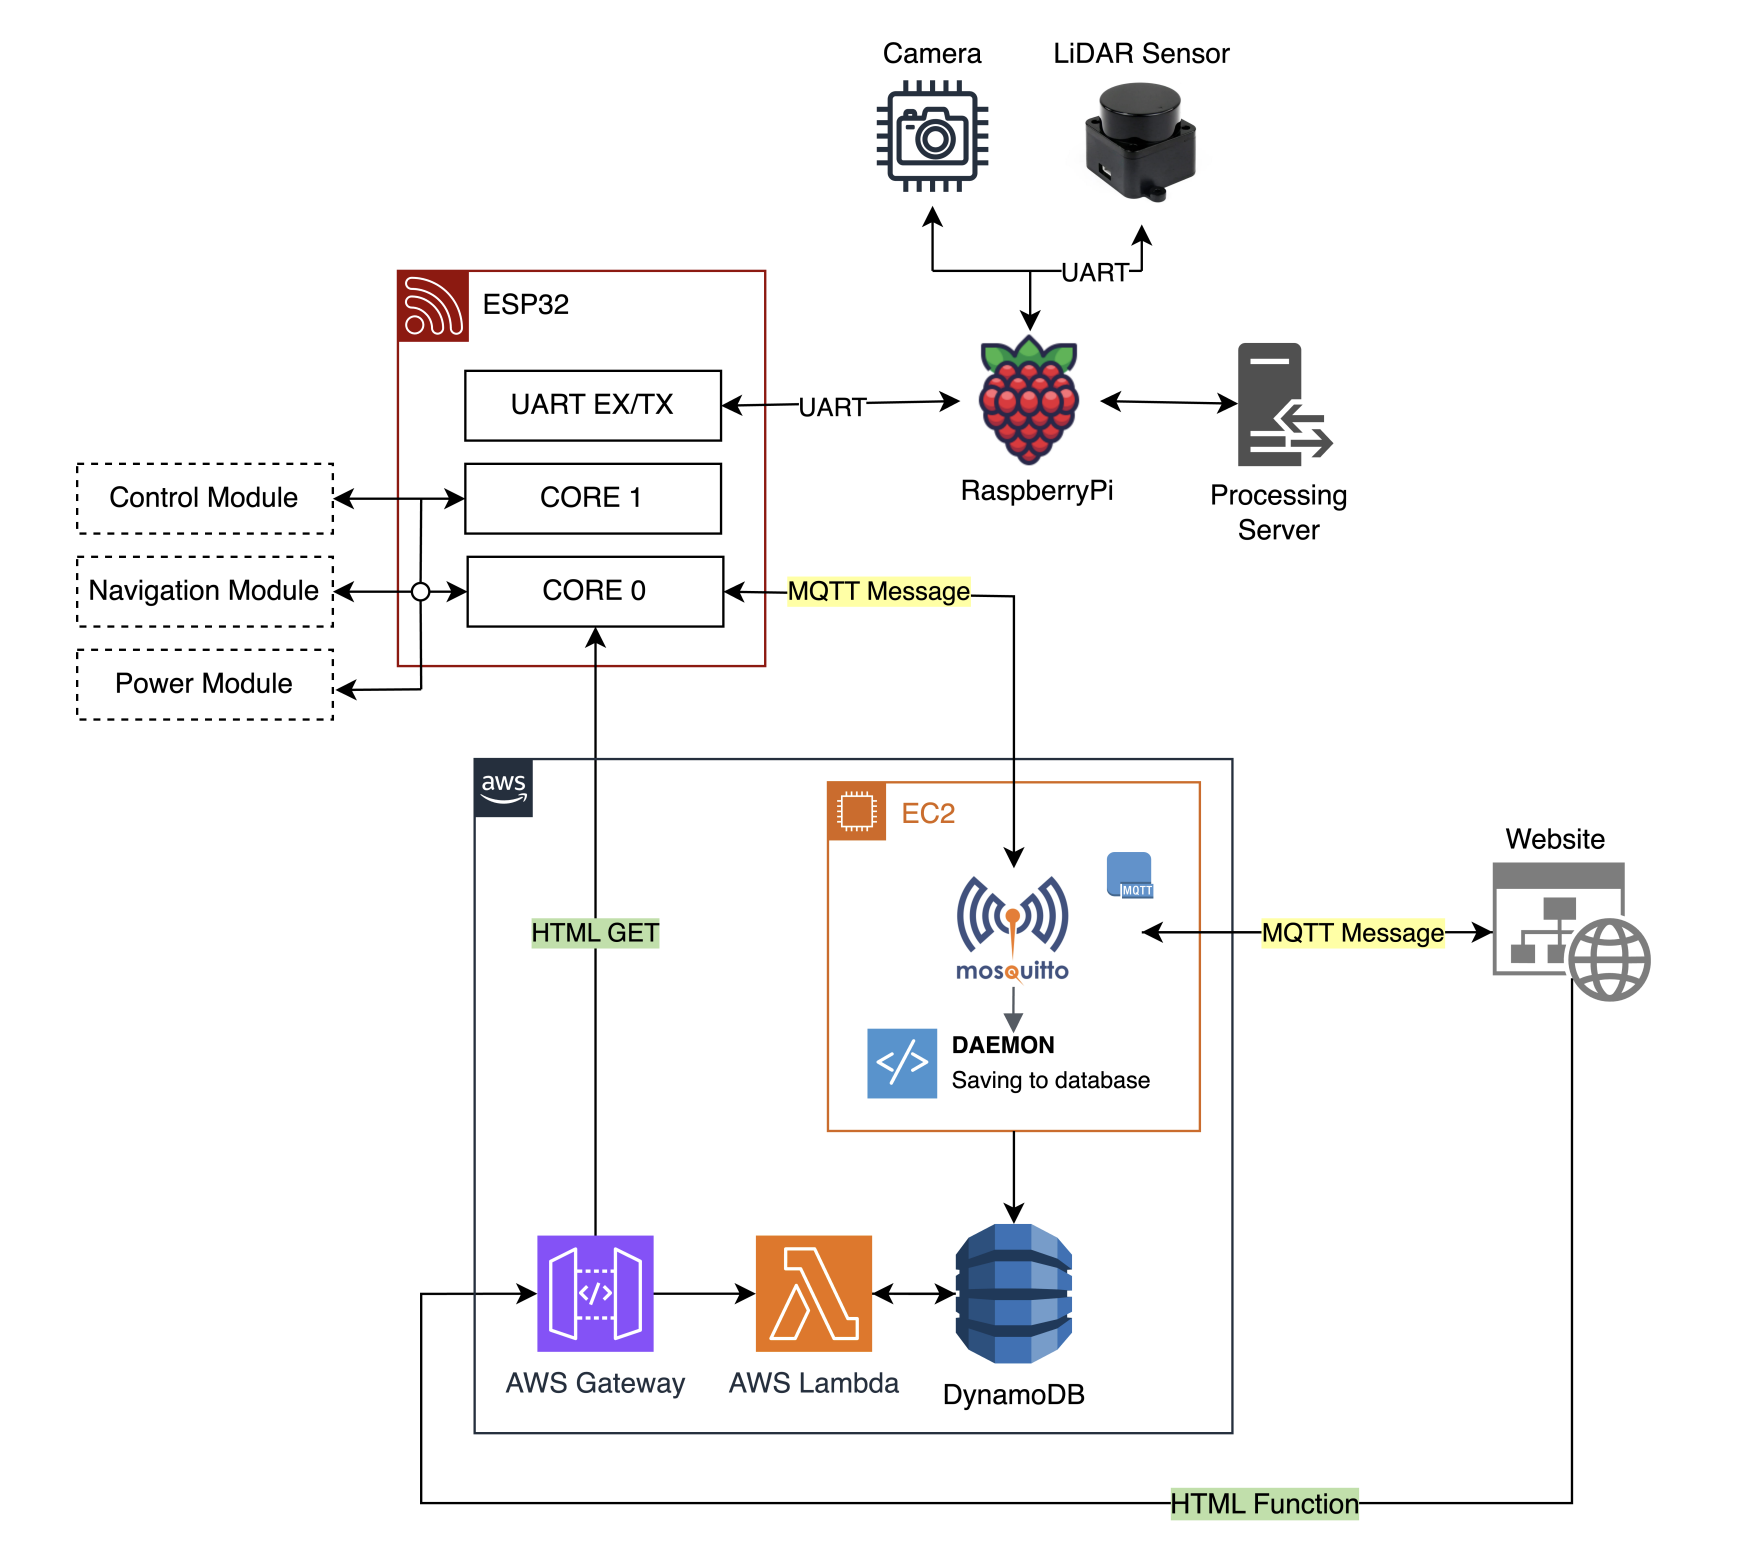 Camera
LiDAR Sensor
UART
ESP32
UART EX/TX
UART
RaspberryPi
Processing
Server
Control Module
CORE 1
Navigation Module
CORE 0
MQTT Message
Power Module
aws
EC2
MQTT
mosquitto
Website
HTML GET
MQTT Message
DAEMON
Saving to database
AWS Gateway
AWS Lambda
DynamoDB
HTML Function